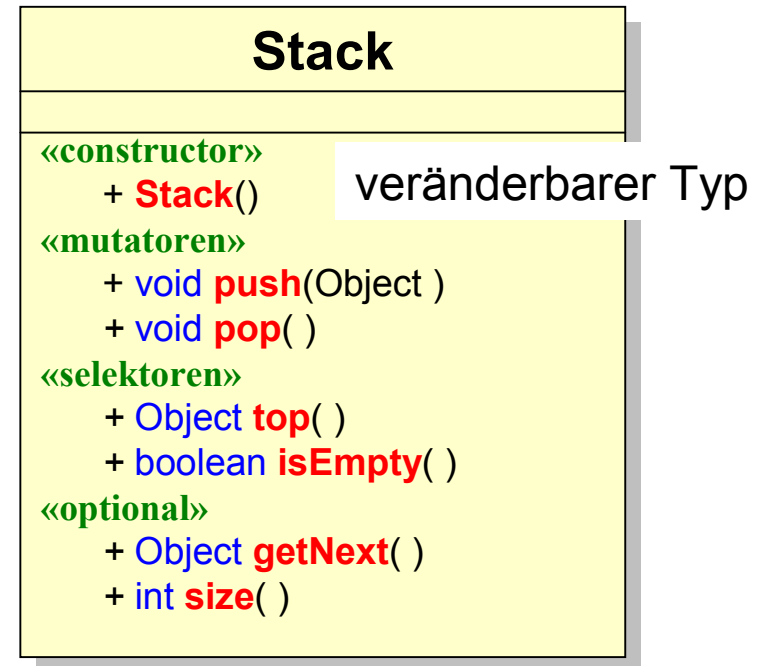 Stack
«constructor»
+ Stack()
veränderbarer Typ
«mutatoren»
+ void push(Object )
+ void pop( )
«selektoren»
+ Object top( )
+ boolean isEmpty( )
«optional»
+ Object getNext( )
+ int size( )